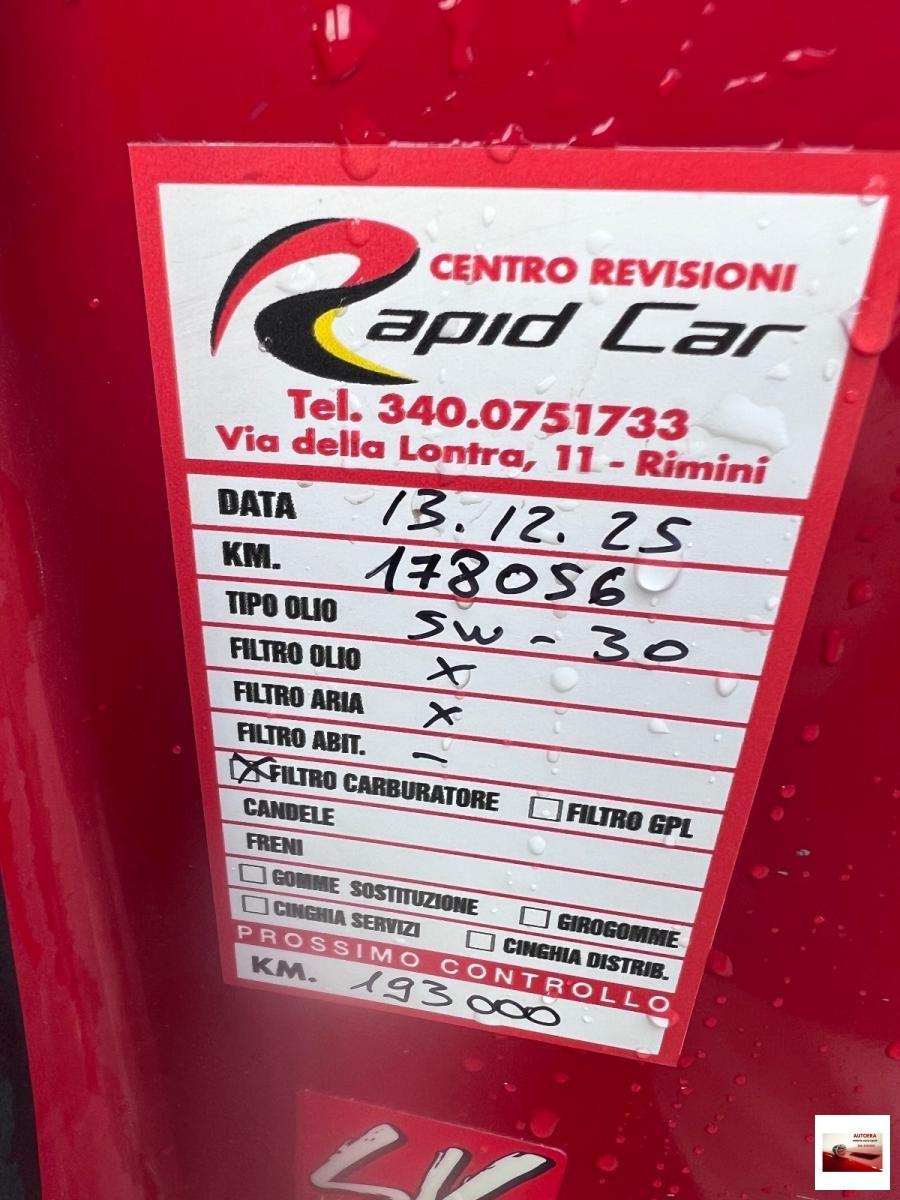 CENTRO REVISIONI
Rapid Car
Tel. 340.0751733
Via della Lontra, 11 - Rimini
DATA 13.12.25
KM. 178056
TIPO OLIO 5W-30
FILTRO OLIO X
FILTRO ARIA X
FILTRO ABIT. -
X FILTRO CARBURATORE FILTRO GPL
CANDELE
FRENI
GOMME SOSTITUZIONE GIROGOMME
CINGHIA SERVIZI CINGHIA DISTRIB.
PROSSIMO CONTROLLO
KM. 193000
AUTOERA